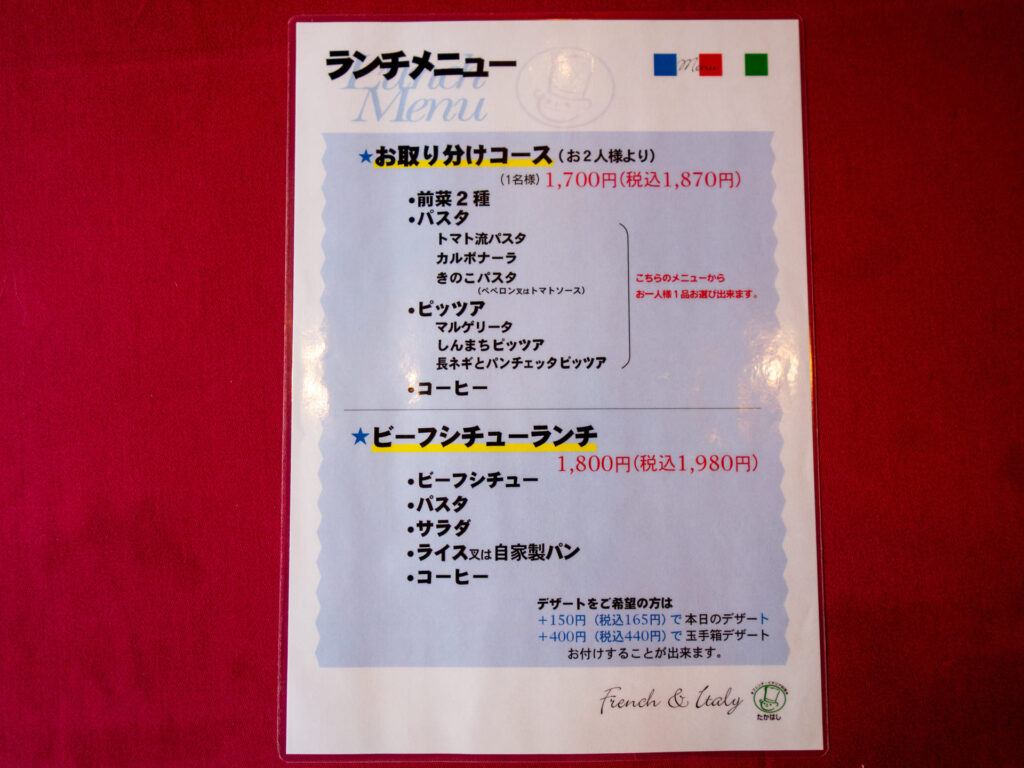 ランチメニュー
Lunch
Menu
Menu
★お取り分けコース（お２人様より）
（1名様）1,700円（税込1,870円）
•前菜２種
•パスタ
トマト流パスタ
カルボナーラ
きのこパスタ
（ペペロン又はトマトソース）
こちらのメニューから
お一人様１品お選び出来ます。
•ピッツア
マルゲリータ
しんまちピッツア
長ネギとパンチェッタピッツア
•コーヒー
★ビーフシチューランチ
1,800円（税込1,980円）
•ビーフシチュー
•パスタ
•サラダ
•ライス又は自家製パン
•コーヒー
デザートをご希望の方は
＋150円（税込165円）で 本日のデザート
＋400円（税込440円）で 玉手箱デザート
お付けすることが出来ます。
French & Italy
たかはし